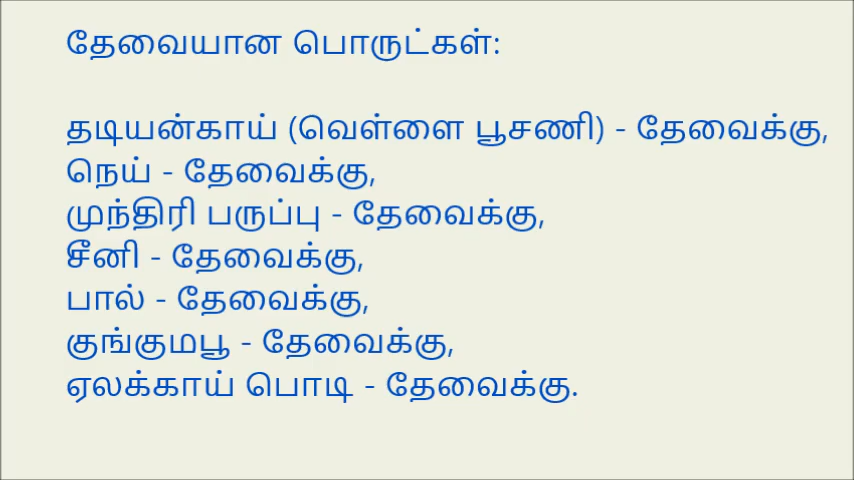 தேவையான பொருட்கள்:
தடியன்காய் (வெள்ளை பூசணி) - தேவைக்கு,
நெய் - தேவைக்கு,
முந்திரி பருப்பு - தேவைக்கு,
சீனி - தேவைக்கு,
பால் - தேவைக்கு,
குங்குமபூ - தேவைக்கு,
ஏலக்காய் பொடி - தேவைக்கு.